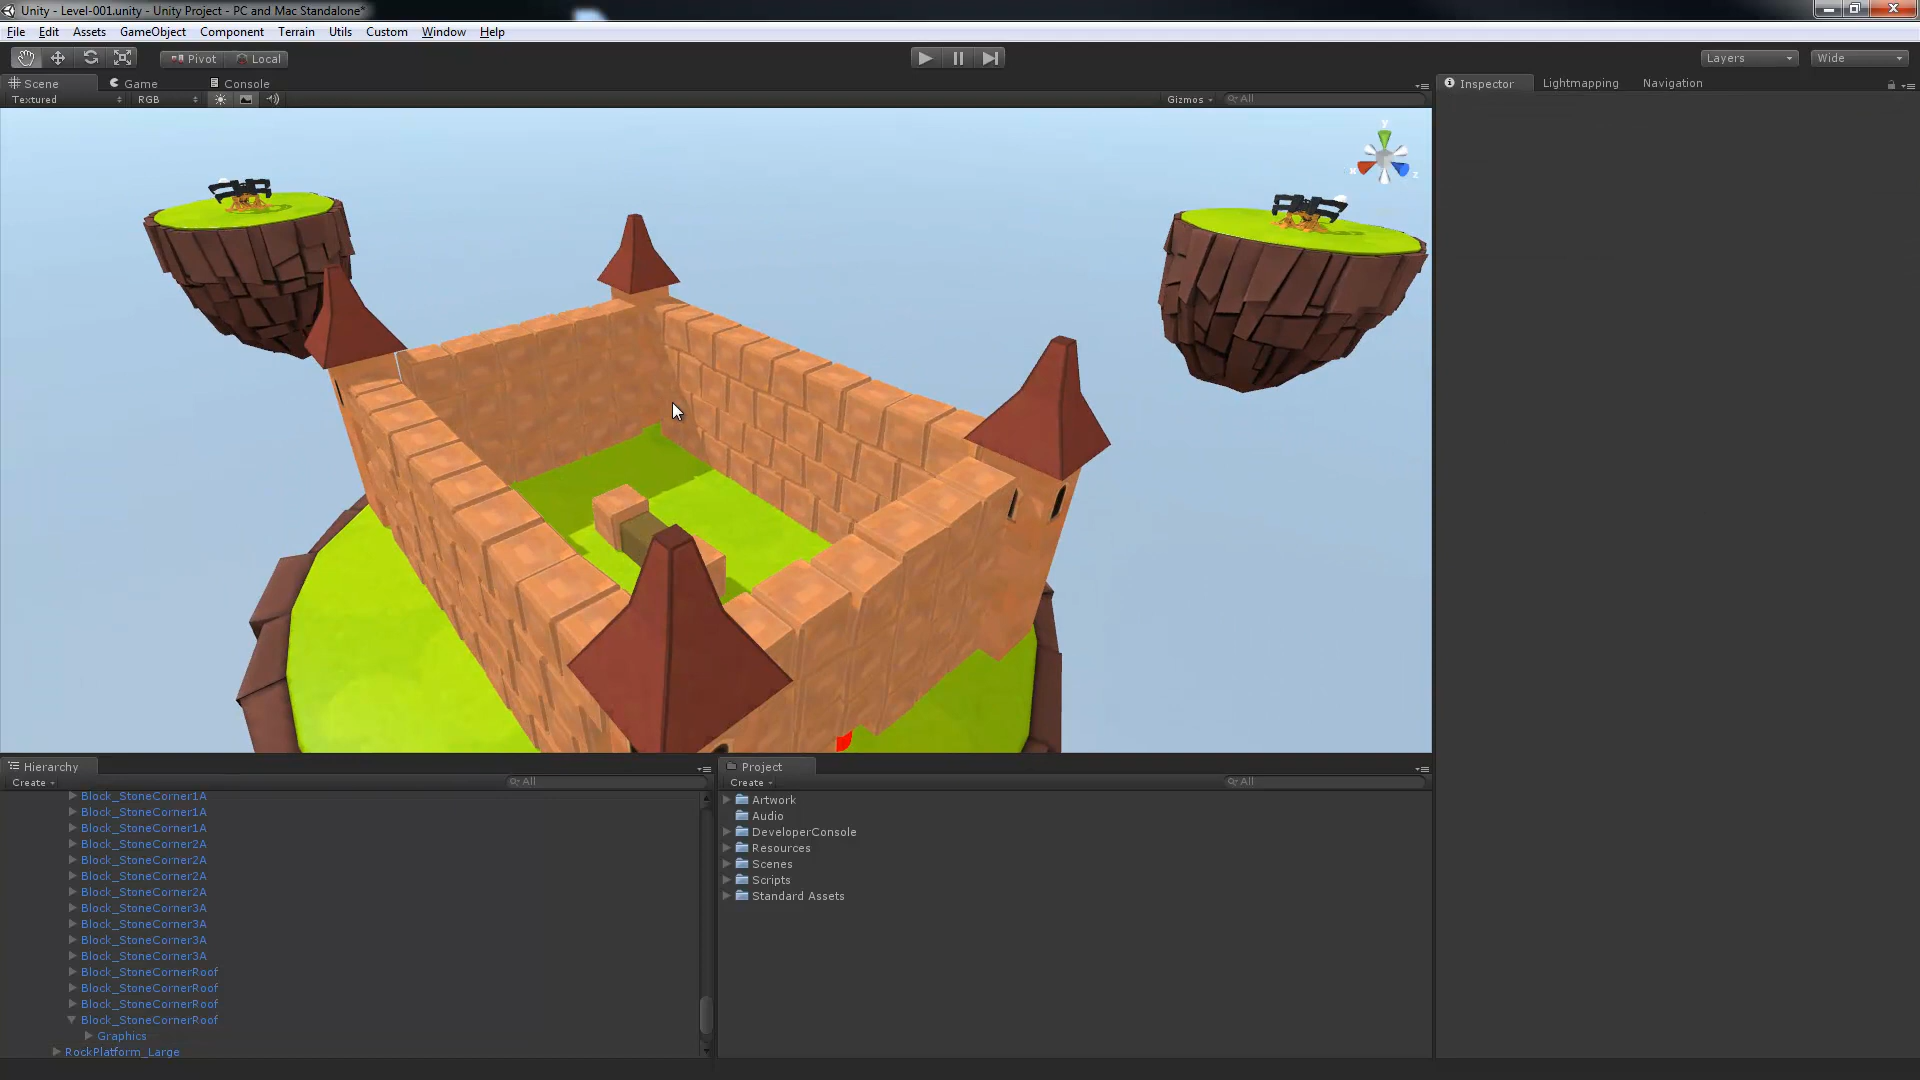 Unity - Level-001.unity - Unity Project - PC and Mac Standalone*
File Edit Assets GameObject Component Terrain Utils Custom Window Help
Pivot Local Layers Wide
Scene Game Console Inspector Lightmapping Navigation
Textured RGB Gizmos All
y
x z
Hierarchy
Create All
Block_StoneCorner1A
Block_StoneCorner1A
Block_StoneCorner1A
Block_StoneCorner2A
Block_StoneCorner2A
Block_StoneCorner2A
Block_StoneCorner2A
Block_StoneCorner3A
Block_StoneCorner3A
Block_StoneCorner3A
Block_StoneCorner3A
Block_StoneCornerRoof
Block_StoneCornerRoof
Block_StoneCornerRoof
Block_StoneCornerRoof
Graphics
RockPlatform_Large
Project
Create All
Artwork
Audio
DeveloperConsole
Resources
Scenes
Scripts
Standard Assets